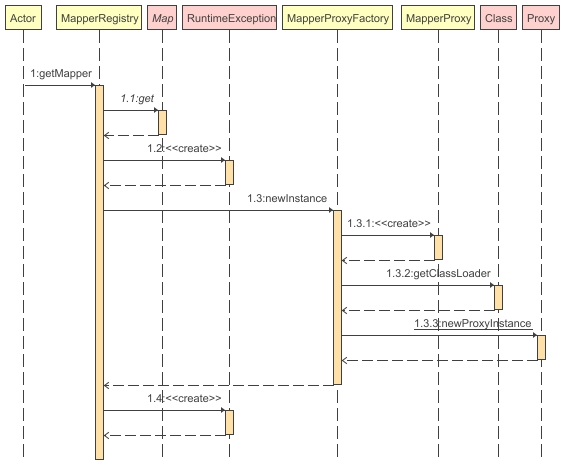 Actor MapperRegistry Map RuntimeException MapperProxyFactory MapperProxy Class Proxy
1:getMapper
1.1:get
1.2:<<create>>
1.3:newInstance
1.3.1:<<create>>
1.3.2:getClassLoader
1.3.3:newProxyInstance
1.4:<<create>>